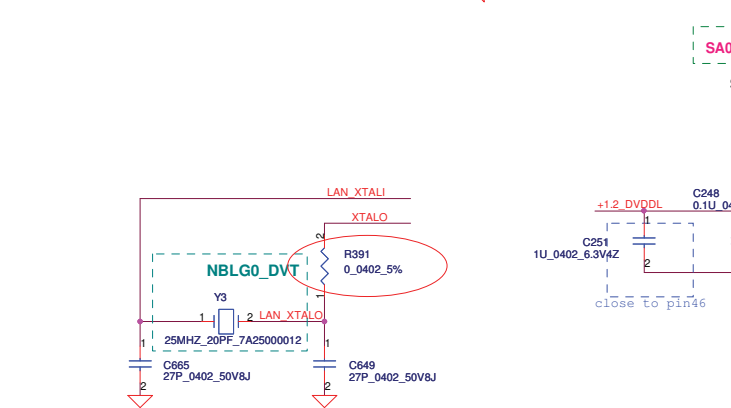 SA0
LAN_XTALI
XTALO
2
R391
0_0402_5%
1
NBLG0_DVT
Y3
1
2
LAN_XTALO
25MHZ_20PF_7A25000012
1
C665
27P_0402_50V8J
2
1
C649
27P_0402_50V8J
2
+1.2_DVDDL
C248
0.1U_04
1
C251
1U_0402_6.3V4Z
2
close to pin46